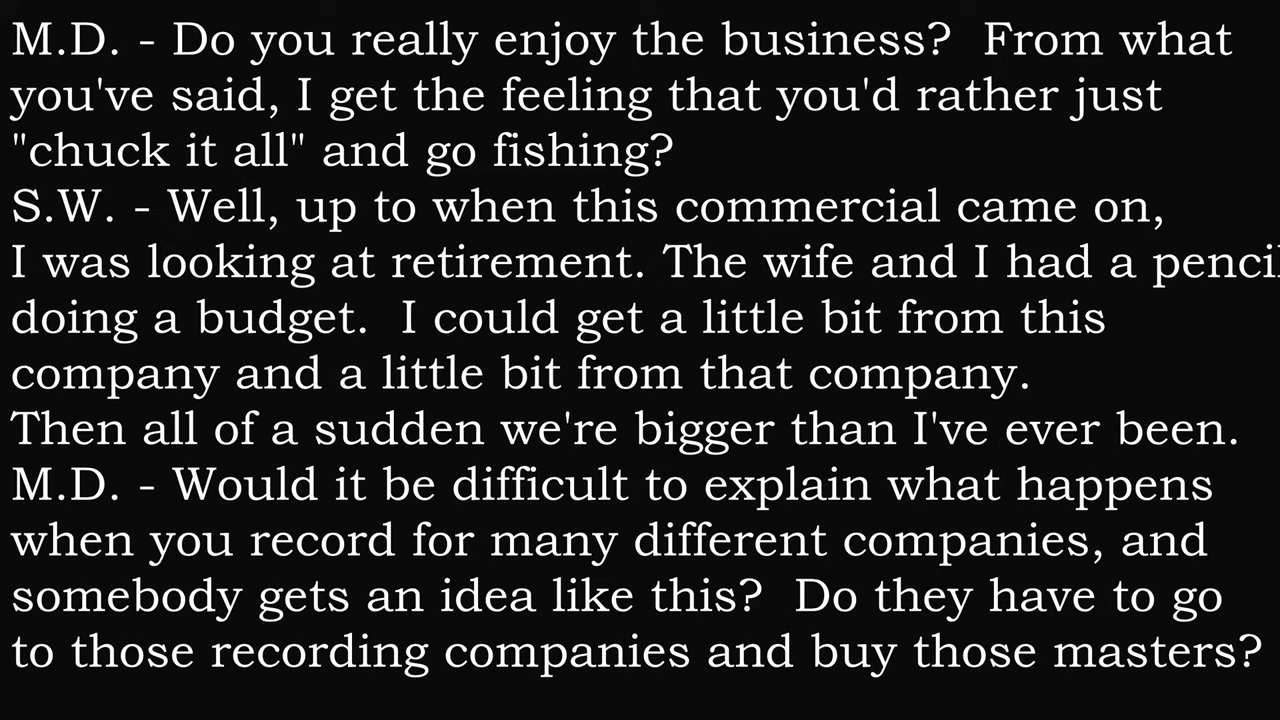 M.D. - Do you really enjoy the business?  From what
you've said, I get the feeling that you'd rather just
"chuck it all" and go fishing?
S.W. - Well, up to when this commercial came on,
I was looking at retirement. The wife and I had a pencil
doing a budget.  I could get a little bit from this
company and a little bit from that company.
Then all of a sudden we're bigger than I've ever been.
M.D. - Would it be difficult to explain what happens
when you record for many different companies, and
somebody gets an idea like this?  Do they have to go
to those recording companies and buy those masters?